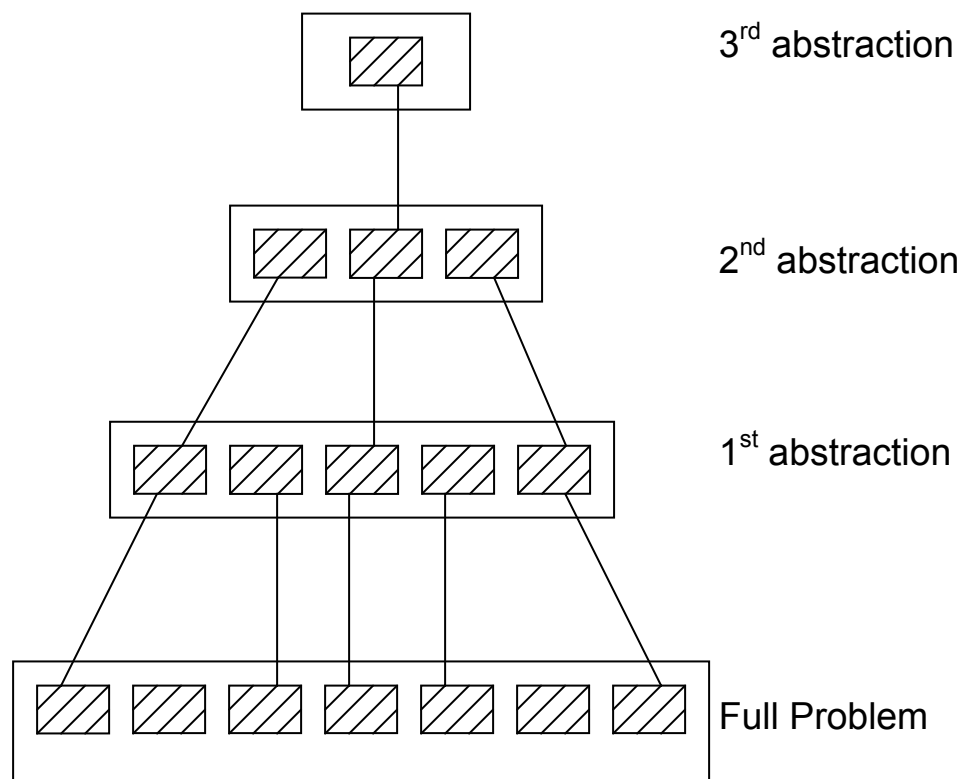 3rd abstraction
2nd abstraction
1st abstraction
Full Problem